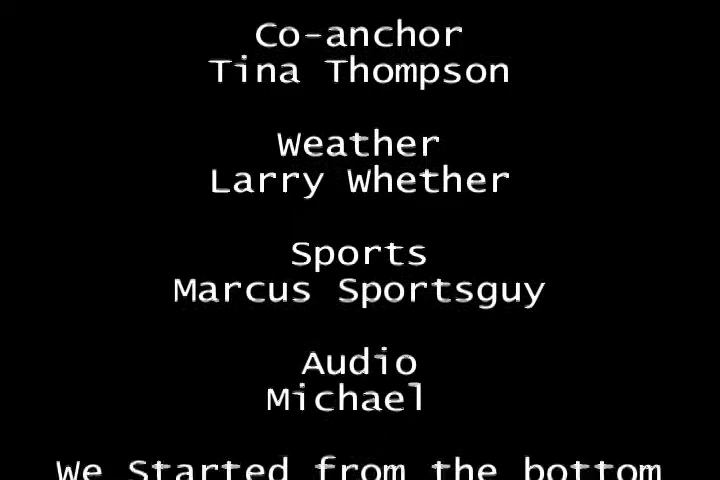 Co-anchor
Tina Thompson
Weather
Larry Whether
Sports
Marcus Sportsguy
Audio
Michael
We Started from the bottom